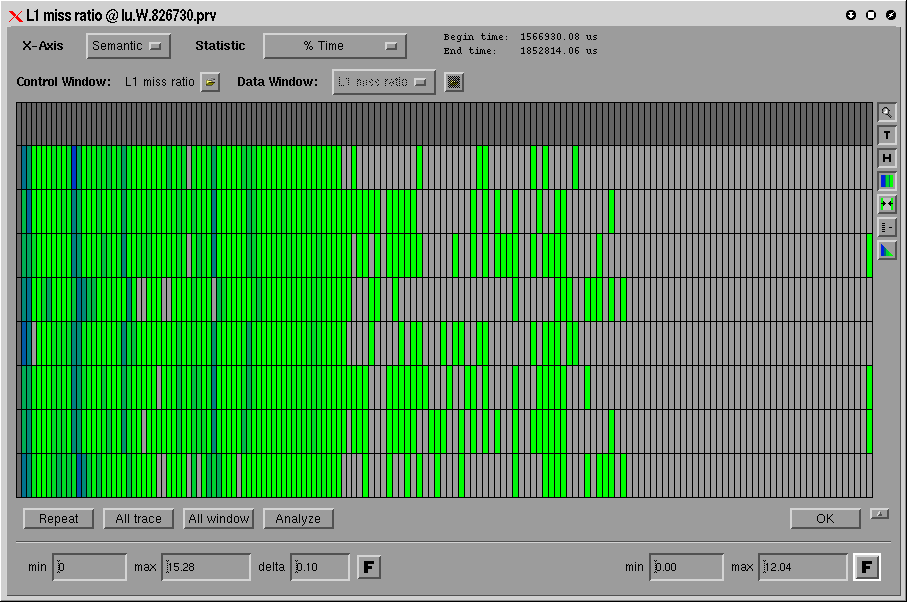 L1 miss ratio @ lu.W.826730.prv
X-Axis Semantic Statistic % Time Begin time: 1566930.08 us
End time: 1852814.06 us
Control Window: L1 miss ratio Data Window: L1 miss ratio
T
H
Repeat All trace All window Analyze OK
min 0 max 15.28 delta 0.10 F min 0.00 max 12.04 F